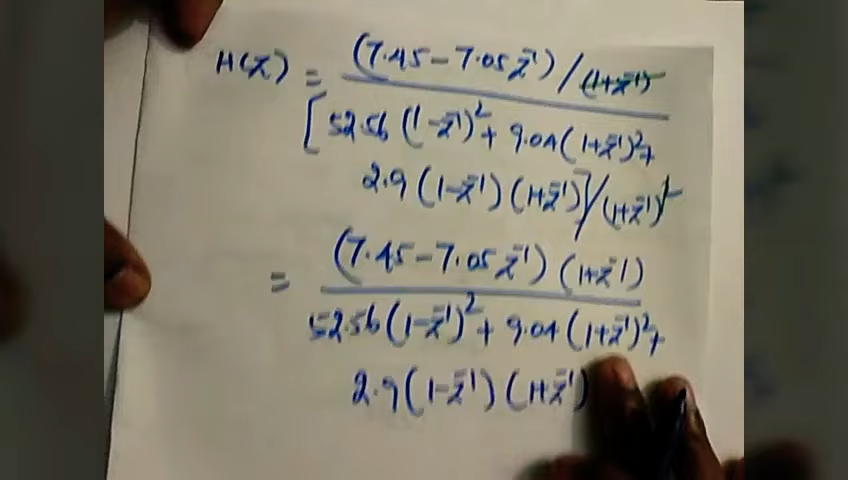 H(z) = (7.45-7.05z⁻¹)/(1+z⁻¹)
[52.56(1-z⁻¹)²+ 9.04(1+z⁻¹)²+
2.9(1-z⁻¹)(1+z⁻¹)]/(1+z⁻¹)²
= (7.45-7.05z⁻¹)(1+z⁻¹)
52.56(1-z⁻¹)²+ 9.04(1+z⁻¹)²+
2.9(1-z⁻¹)(1+z⁻¹)